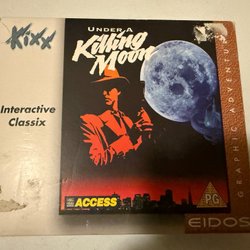 Kixx
Interactive
Classix
UNDER A
Killing
Moon
ACCESS
PG
GRAPHIC ADVENTURE
EIDOS